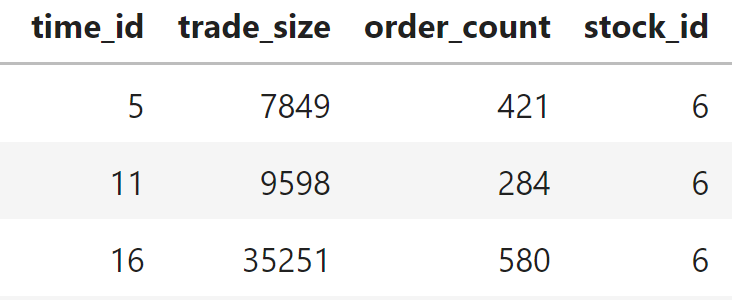 time_id trade_size order_count stock_id
5 7849 421 6
11 9598 284 6
16 35251 580 6